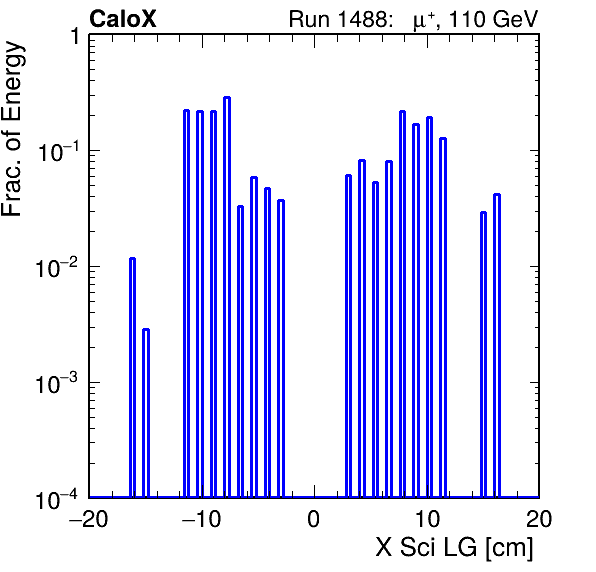 CaloX Run 1488: μ⁺, 110 GeV
Frac. of Energy
1
10⁻¹
10⁻²
10⁻³
10⁻⁴
−20 −10 0 10 20
X Sci LG [cm]